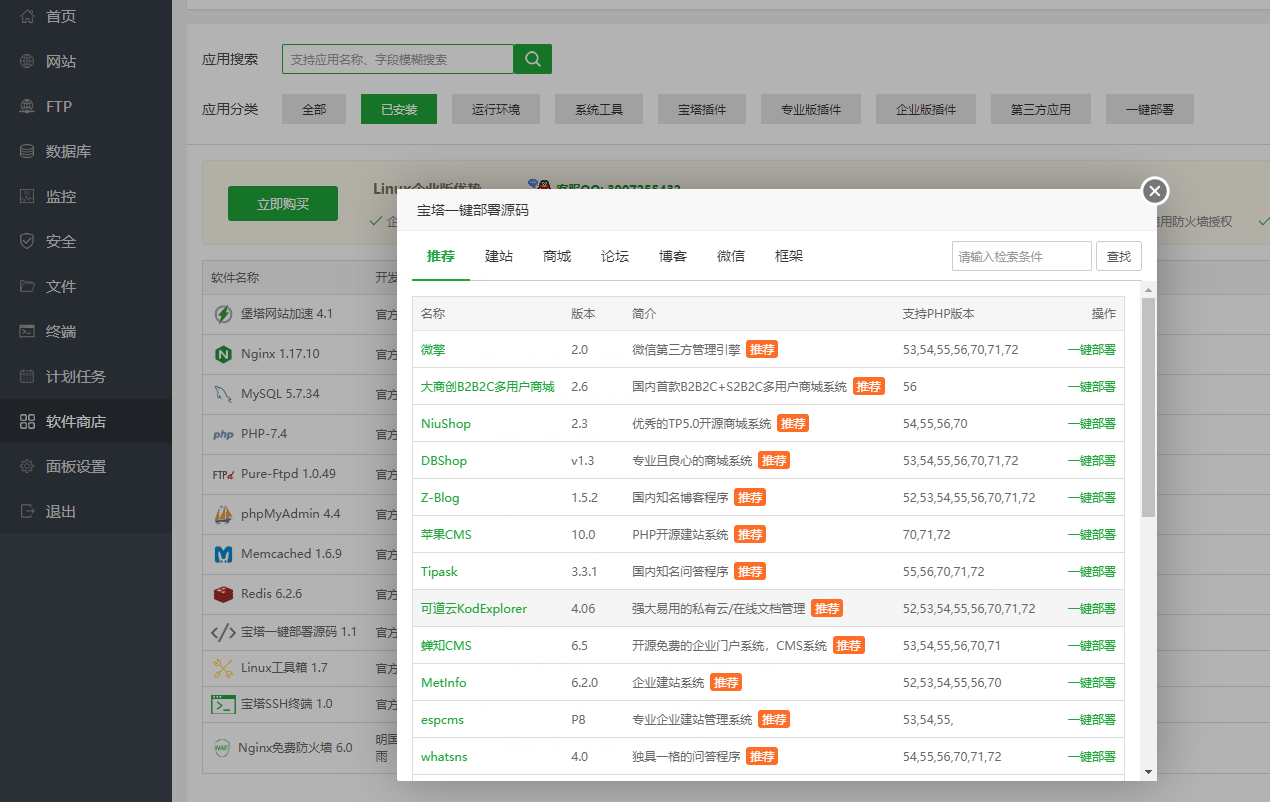 首页
网站
FTP
数据库
监控
安全
文件
终端
计划任务
软件商店
面板设置
退出
应用搜索 支持应用名称、字段模糊搜索
应用分类 全部 已安装 运行环境 系统工具 宝塔插件 专业版插件 企业版插件 第三方应用 一键部署
立即购买 Linux企业版优势 客服QQ: 3007255432
企 用防火墙授权
软件名称 开发
堡塔网站加速 4.1 官方
Nginx 1.17.10 官方
MySQL 5.7.34 官方
php PHP-7.4 官方
FTP Pure-Ftpd 1.0.49 官方
phpMyAdmin 4.4 官方
Memcached 1.6.9 官方
Redis 6.2.6 官方
宝塔一键部署源码 1.1 官方
Linux工具箱 1.7 官方
宝塔SSH终端 1.0 官方
WAF Nginx免费防火墙 6.0 明国
雨
宝塔一键部署源码
推荐 建站 商城 论坛 博客 微信 框架 请输入检索条件 查找
名称 版本 简介 支持PHP版本 操作
微擎 2.0 微信第三方管理引擎 推荐 53,54,55,56,70,71,72 一键部署
大商创B2B2C多用户商城 2.6 国内首款B2B2C+S2B2C多用户商城系统 推荐 56 一键部署
NiuShop 2.3 优秀的TP5.0开源商城系统 推荐 54,55,56,70 一键部署
DBShop v1.3 专业且良心的商城系统 推荐 53,54,55,56,70,71,72 一键部署
Z-Blog 1.5.2 国内知名博客程序 推荐 52,53,54,55,56,70,71,72 一键部署
苹果CMS 10.0 PHP开源建站系统 推荐 70,71,72 一键部署
Tipask 3.3.1 国内知名问答程序 推荐 55,56,70,71,72 一键部署
可道云KodExplorer 4.06 强大易用的私有云/在线文档管理 推荐 52,53,54,55,56,70,71,72 一键部署
蝉知CMS 6.5 开源免费的企业门户系统，CMS系统 推荐 53,54,55,56,70,71 一键部署
MetInfo 6.2.0 企业建站系统 推荐 52,53,54,55,56,70 一键部署
espcms P8 专业企业建站管理系统 推荐 53,54,55, 一键部署
whatsns 4.0 独具一格的问答程序 推荐 54,55,56,70,71,72 一键部署